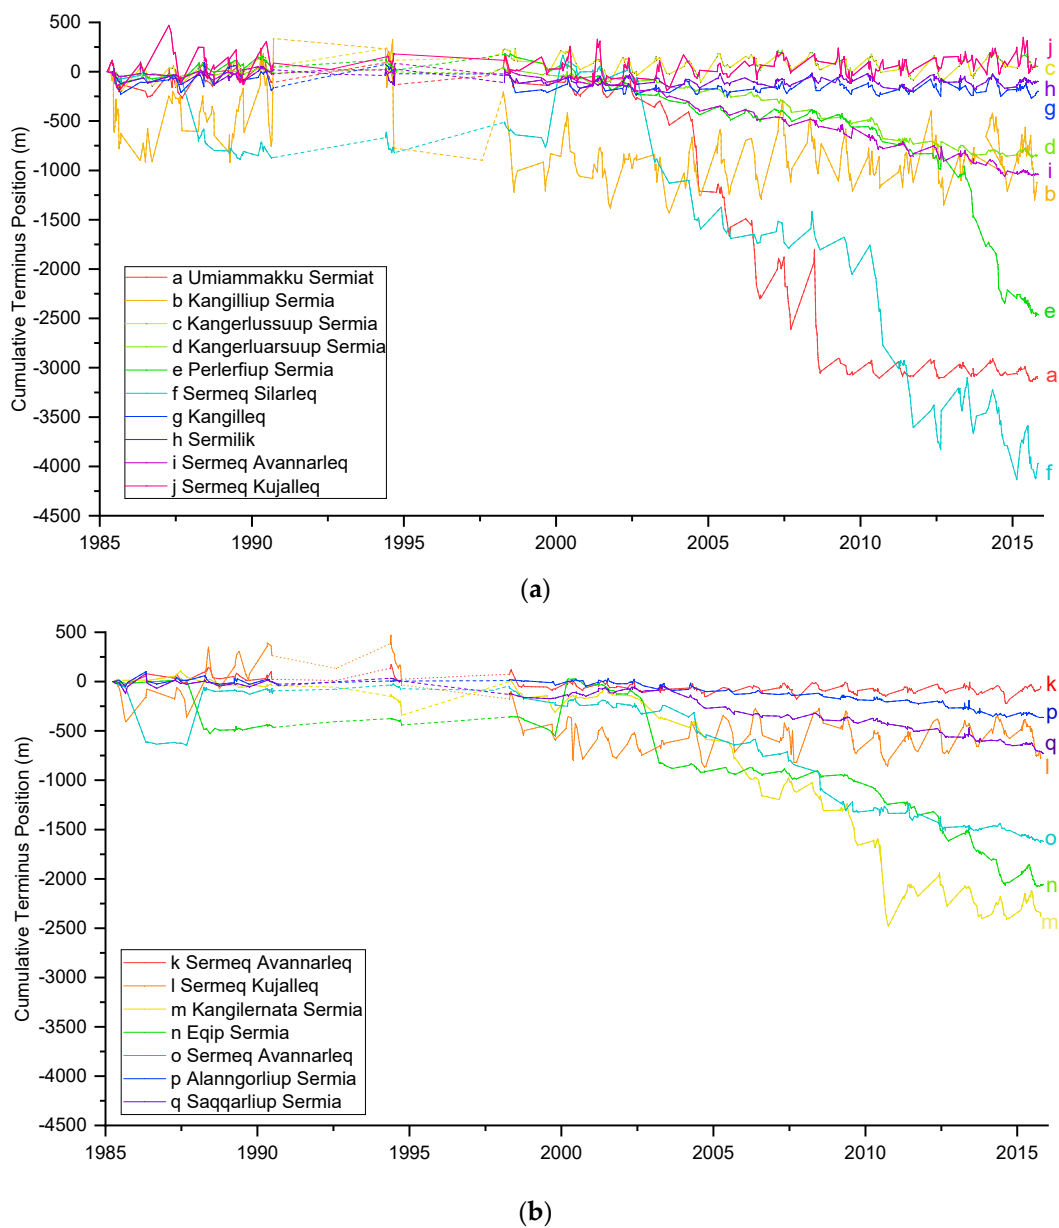 500
0
-500
-1000
-1500
-2000
-2500
-3000
-3500
-4000
-4500
Cumulative Terminus Position (m)
j
c
h
g
d
i
b
e
a
f
a Umiammakku Sermiat
b Kangilliup Sermia
c Kangerlussuup Sermia
d Kangerluarsuup Sermia
e Perlerfiup Sermia
f Sermeq Silarleq
g Kangilleq
h Sermilik
i Sermeq Avannarleq
j Sermeq Kujalleq
1985 1990 1995 2000 2005 2010 2015
(a)
500
0
-500
-1000
-1500
-2000
-2500
-3000
-3500
-4000
-4500
Cumulative Terminus Position (m)
k
p
q
l
o
n
m
k Sermeq Avannarleq
l Sermeq Kujalleq
m Kangilernata Sermia
n Eqip Sermia
o Sermeq Avannarleq
p Alanngorliup Sermia
q Saqqarliup Sermia
1985 1990 1995 2000 2005 2010 2015
(b)